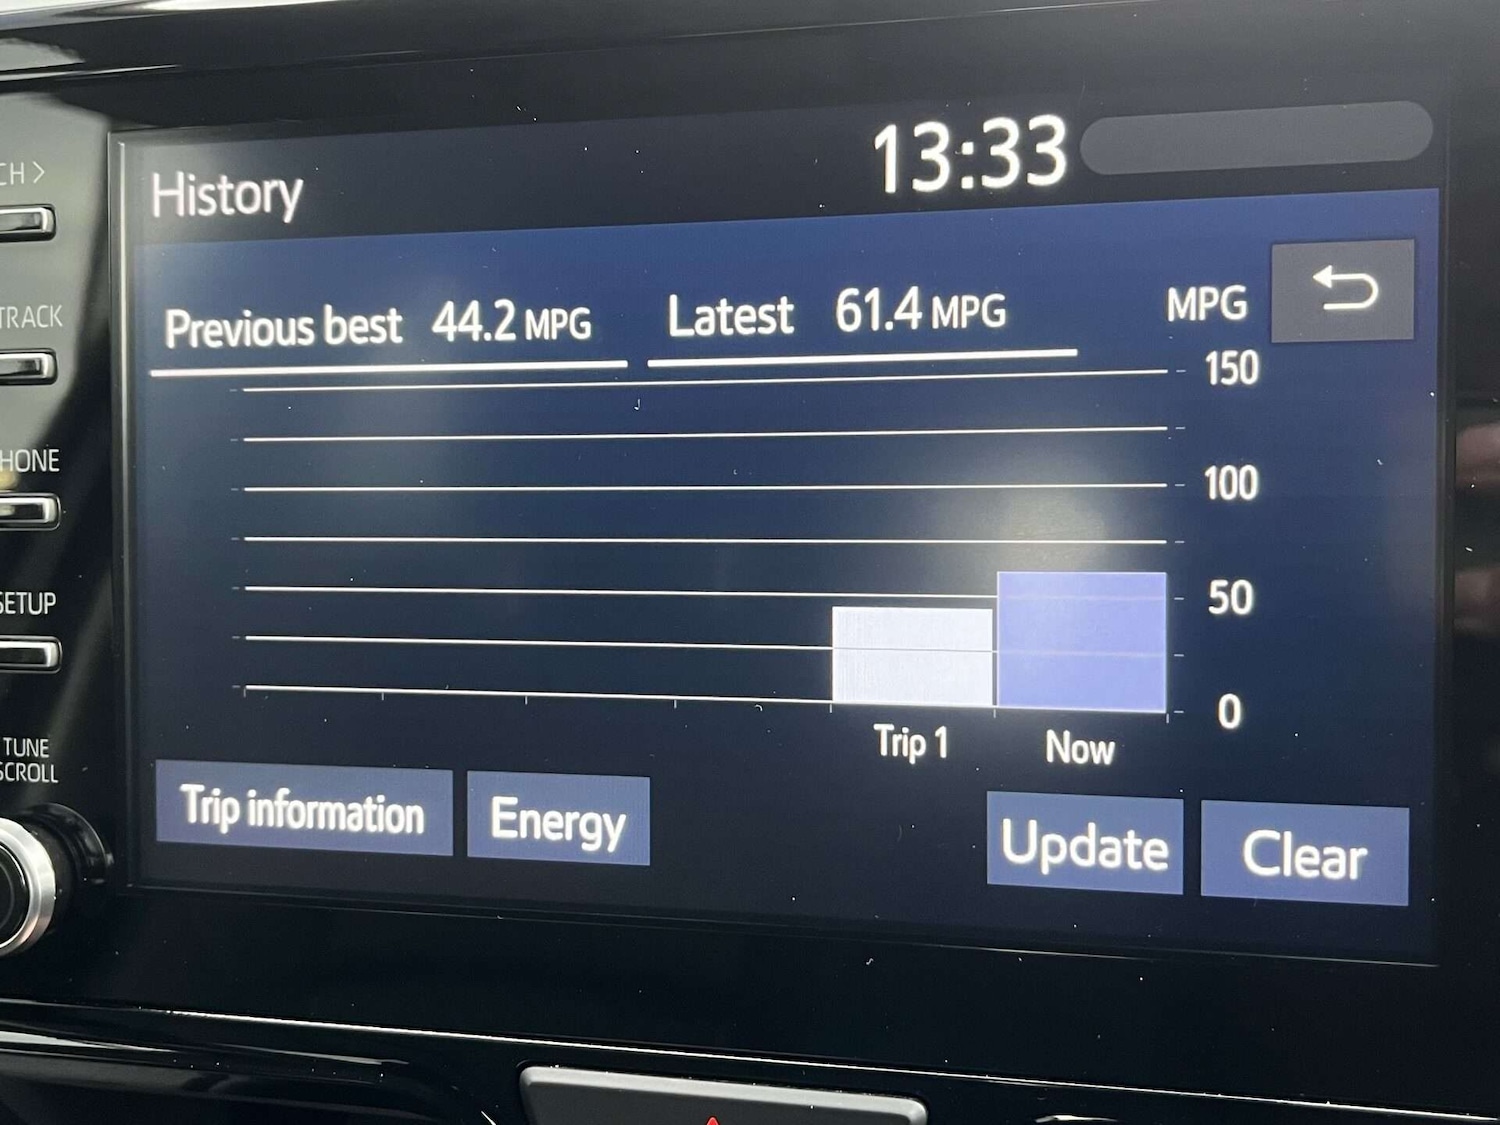 CH >
TRACK
HONE
SETUP
TUNE
SCROLL
History
13:33
Previous best 44.2 MPG
Latest 61.4 MPG
MPG
150
100
50
0
Trip 1
Now
Trip information
Energy
Update
Clear